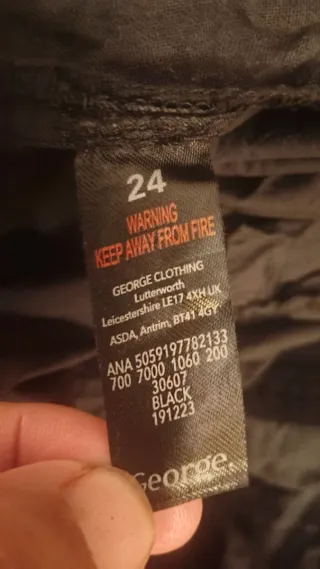 24
WARNING
KEEP AWAY FROM FIRE
GEORGE CLOTHING
Lutterworth
Leicestershire LE17 4XH UK
ASDA, Antrim, BT41 4GY
ANA 5059197782133
700 7000 1060 200
30607
BLACK
191223
George.